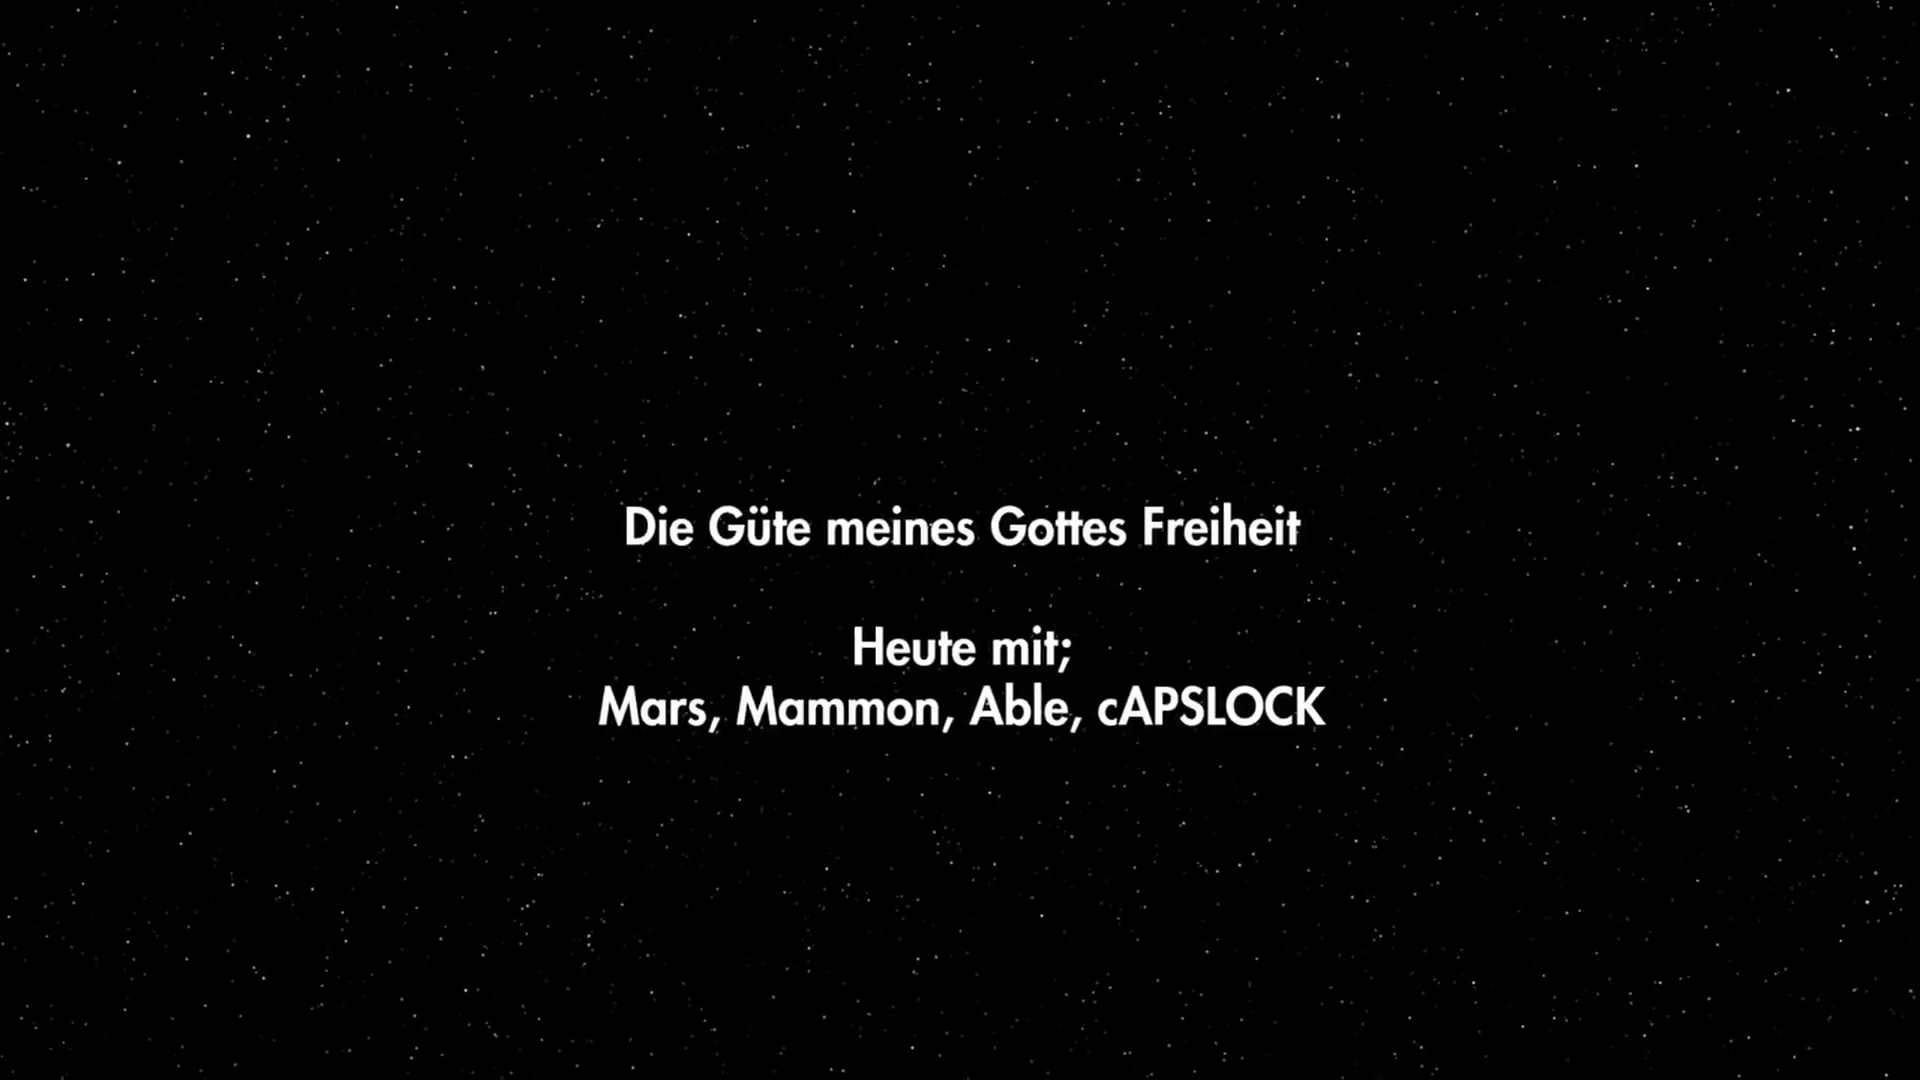 Die Güte meines Gottes Freiheit
Heute mit;
Mars, Mammon, Able, cAPSLOCK